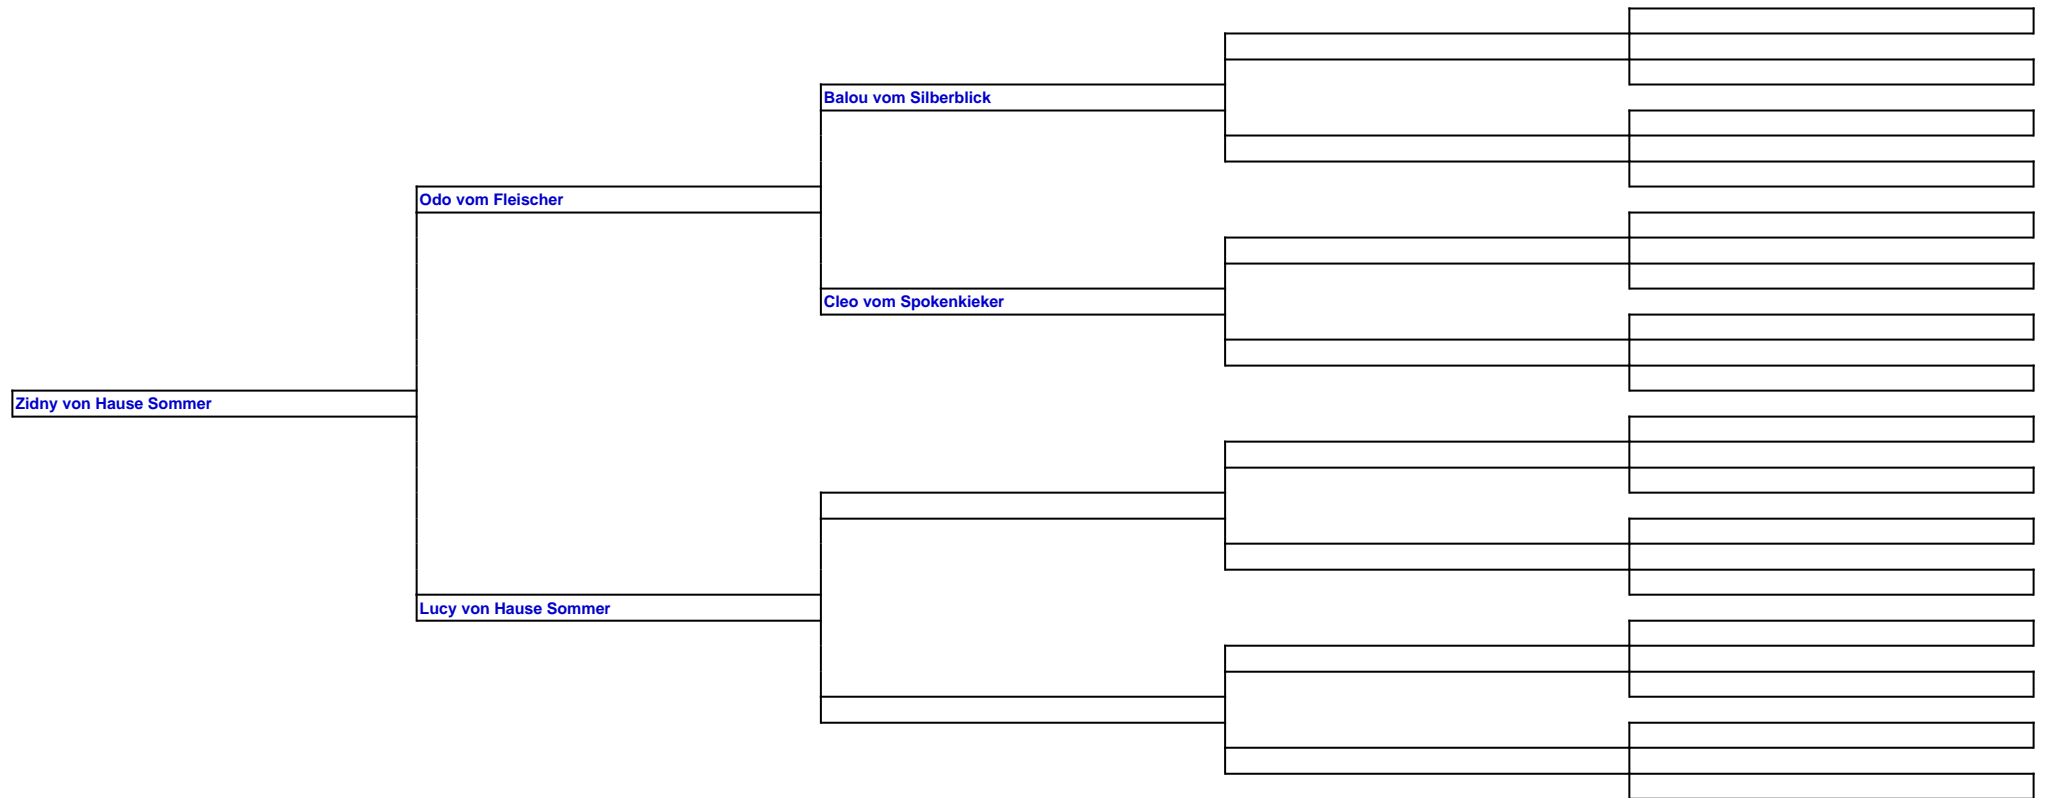 Balou vom Silberblick
Odo vom Fleischer
Cleo vom Spokenkieker
Zidny von Hause Sommer
Lucy von Hause Sommer